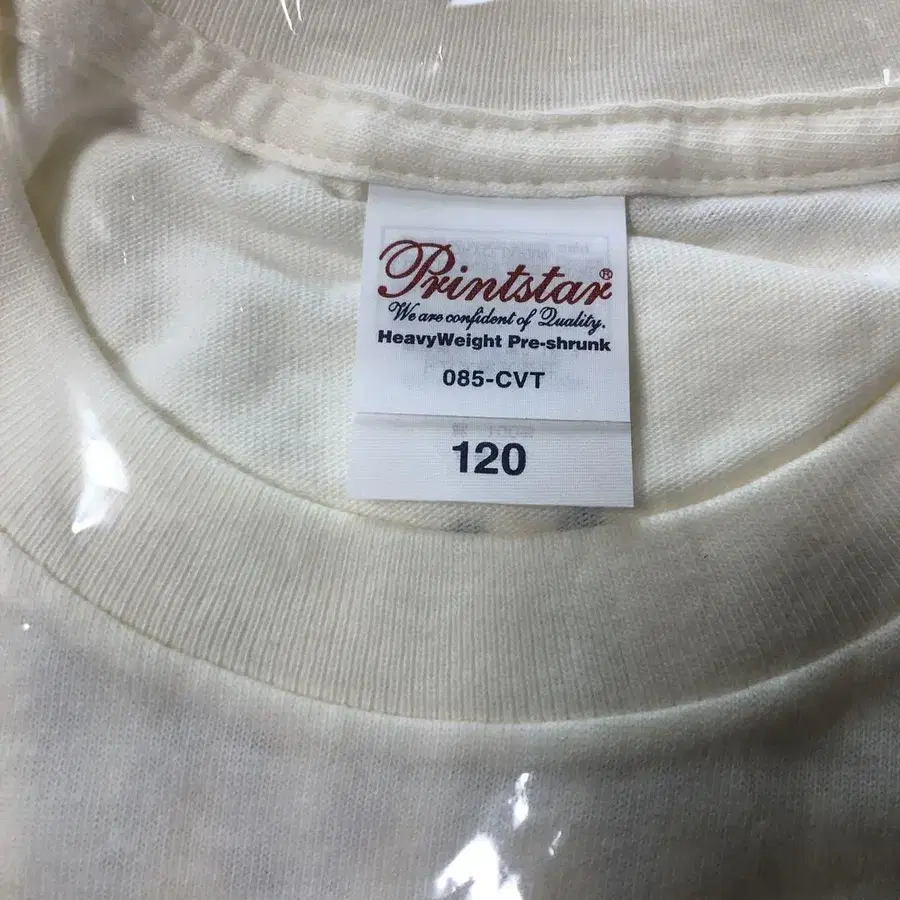 Printstar®
We are confident of Quality.
HeavyWeight Pre-shrunk
085-CVT
120